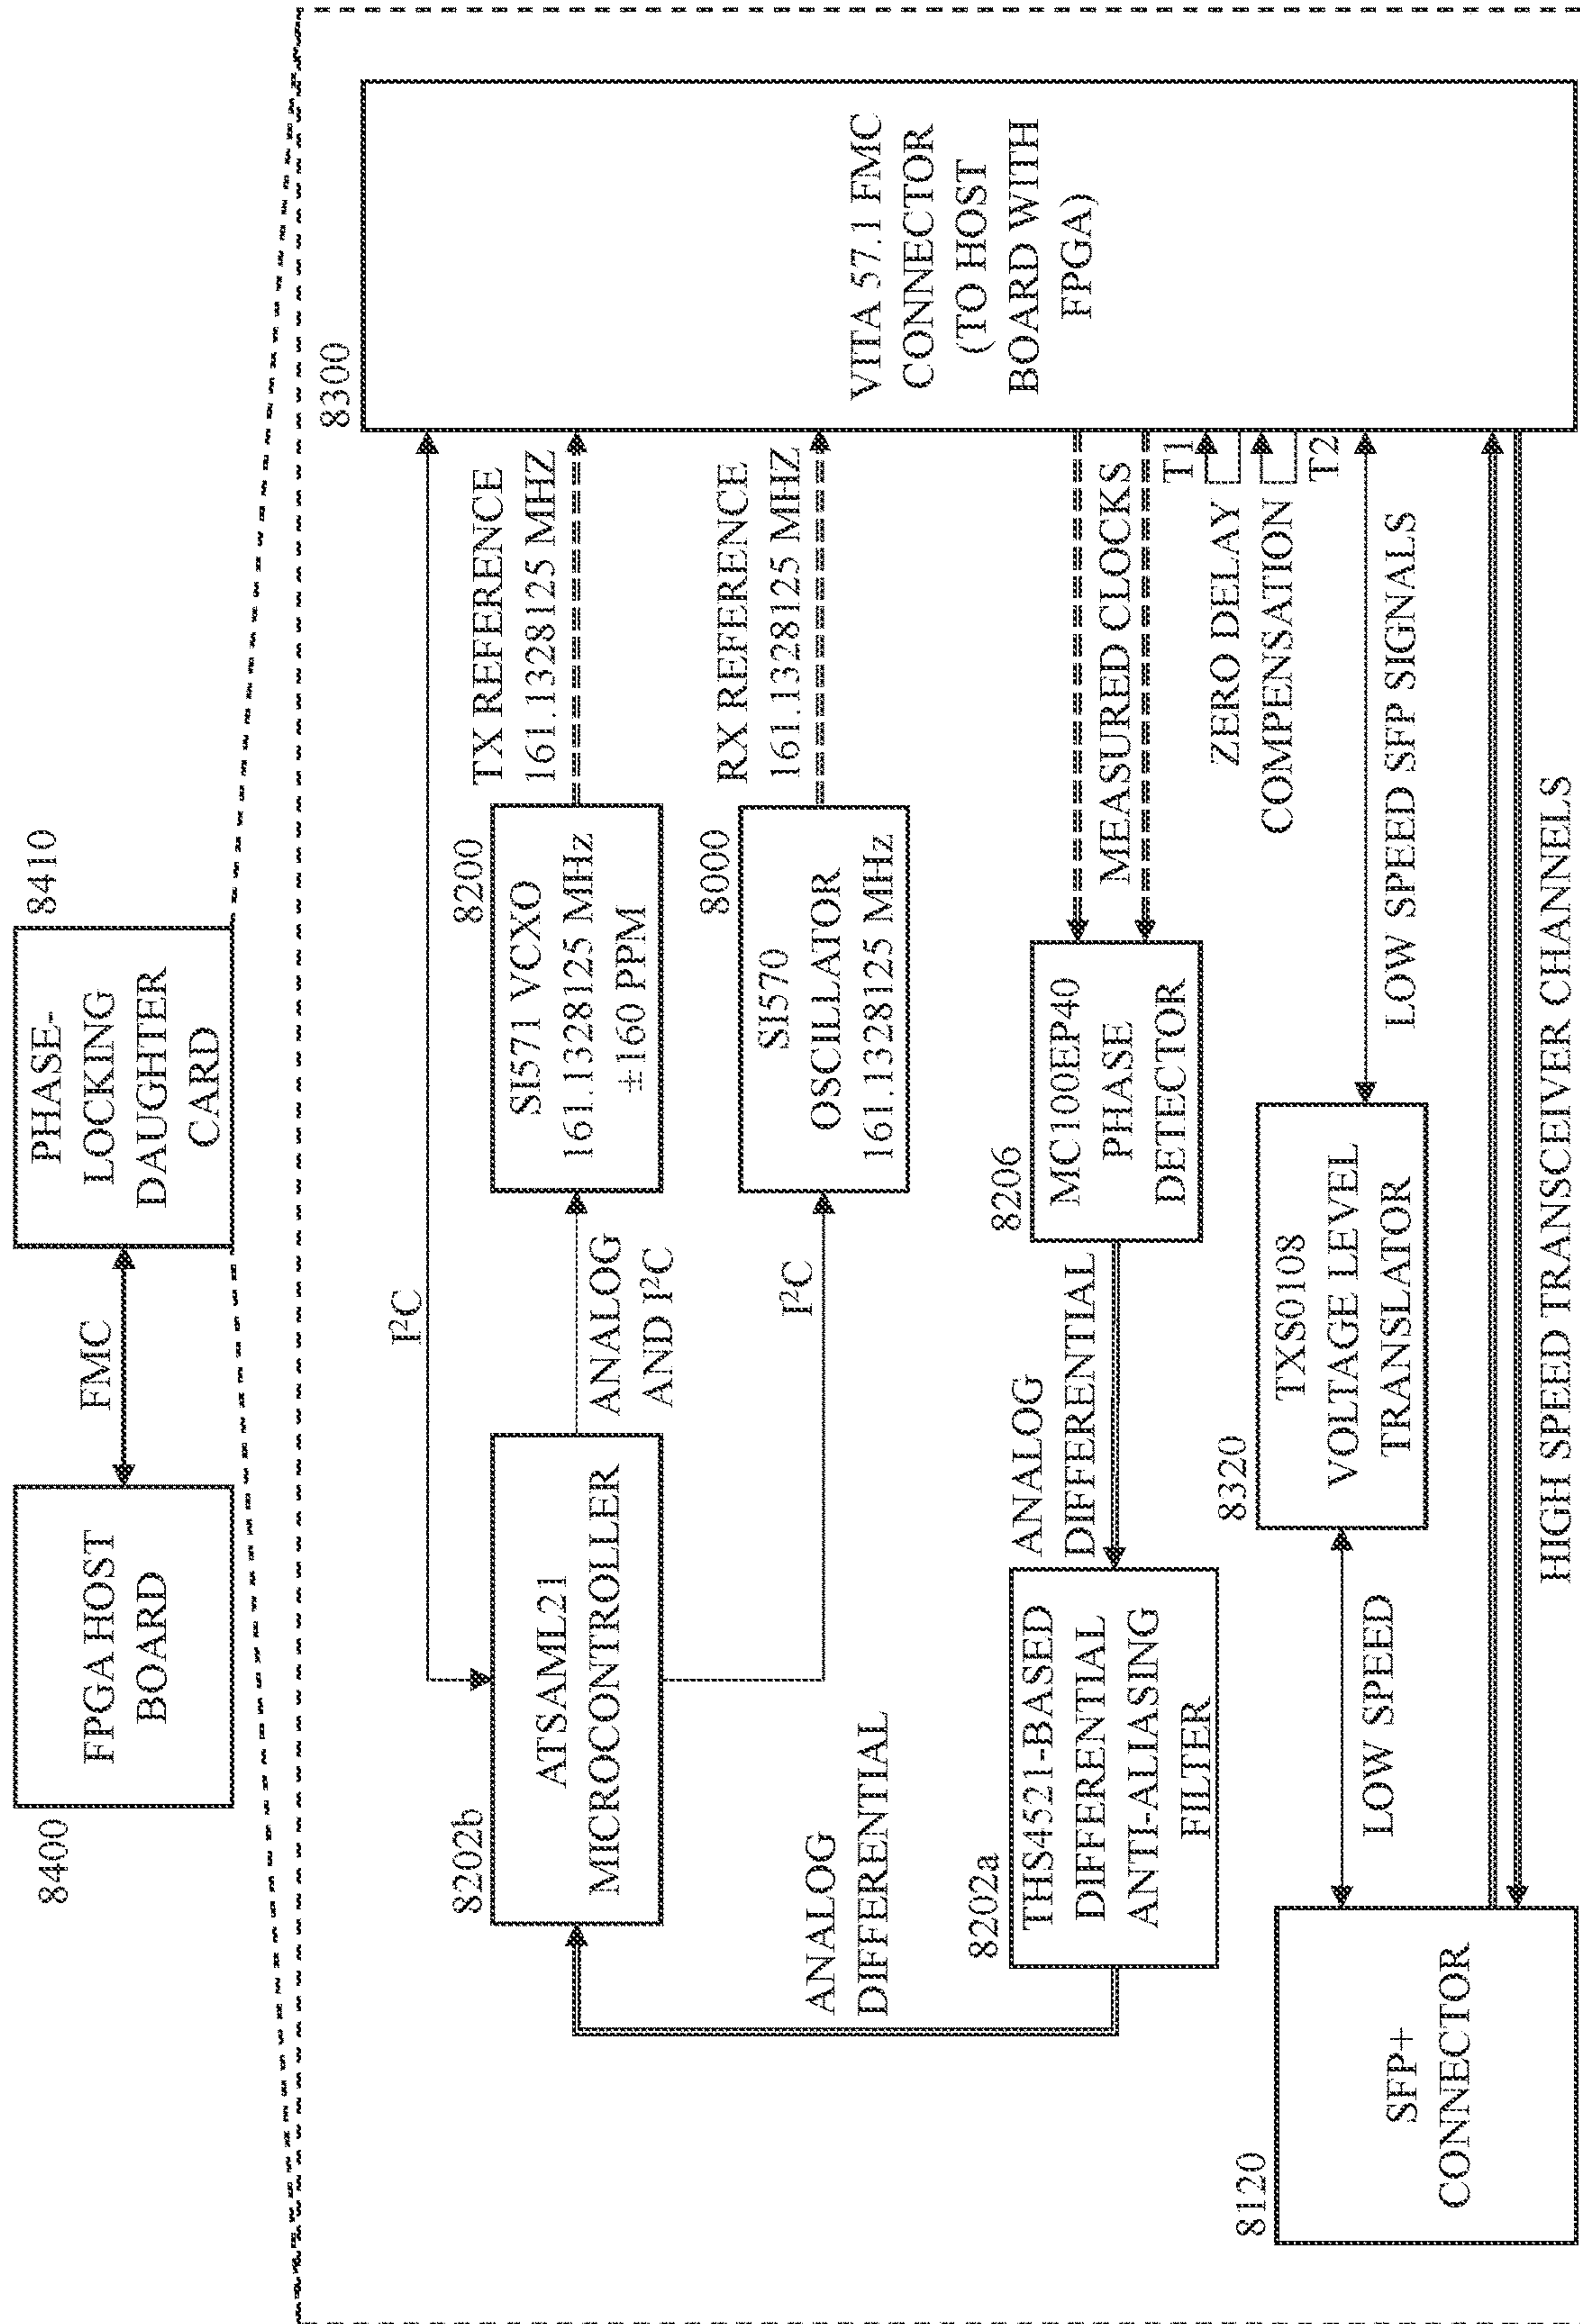 8400
FPGA HOST
BOARD
FMC
8410
PHASE-
LOCKING
DAUGHTER
CARD
I²C
8202b
ATSAML21
MICROCONTROLLER
ANALOG
AND I²C
8200
SI571 VCXO
161.1328125 MHz
±160 PPM
TX REFERENCE
161.1328125 MHZ
8300
VITA 57.1 FMC
CONNECTOR
(TO HOST
BOARD WITH
FPGA)
I²C
8000
SI570
OSCILLATOR
161.1328125 MHz
RX REFERENCE
161.1328125 MHZ
ANALOG
DIFFERENTIAL
8202a
THS4521-BASED
DIFFERENTIAL
ANTI-ALIASING
FILTER
ANALOG
DIFFERENTIAL
8206
MC100EP40
PHASE
DETECTOR
MEASURED CLOCKS
ZERO DELAY
COMPENSATION
T1
T2
8120
SFP+
CONNECTOR
LOW SPEED
8320
TXS0108
VOLTAGE LEVEL
TRANSLATOR
LOW SPEED SFP SIGNALS
HIGH SPEED TRANSCEIVER CHANNELS